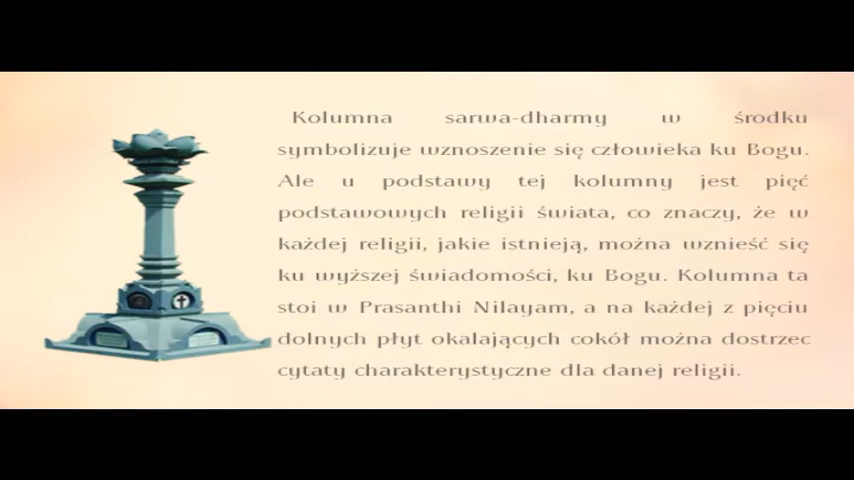 Kolumna sarwa-dharmy w środku
symbolizuje wznoszenie się człowieka ku Bogu.
Ale u podstawy tej kolumny jest pięć
podstawowych religii świata, co znaczy, że w
każdej religii, jakie istnieją, można wznieść się
ku wyższej świadomości, ku Bogu. Kolumna ta
stoi w Prasanthi Nilayam, a na każdej z pięciu
dolnych płyt okalających cokół można dostrzec
cytaty charakterystyczne dla danej religii.